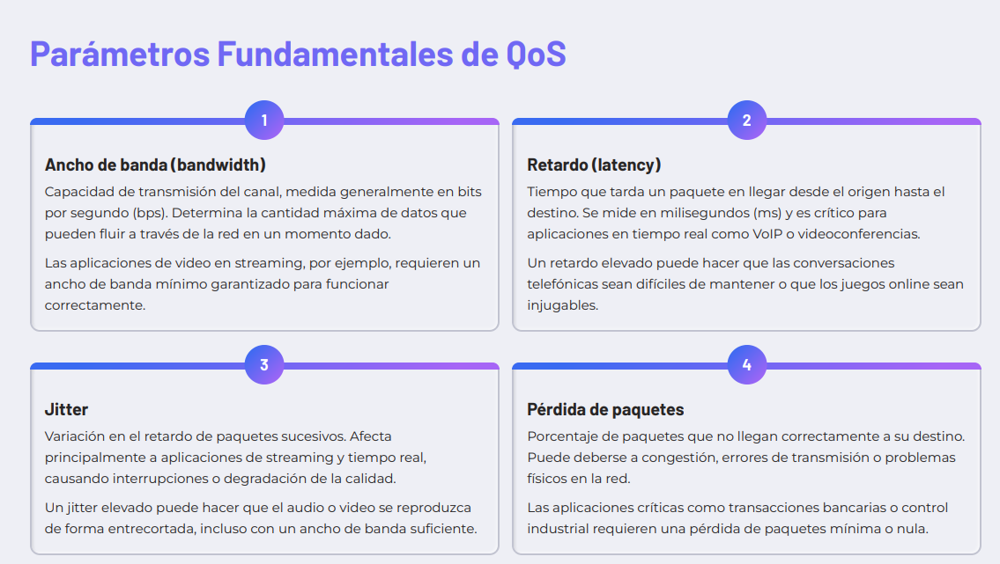 Parámetros Fundamentales de QoS
1
Ancho de banda (bandwidth)
Capacidad de transmisión del canal, medida generalmente en bits
por segundo (bps). Determina la cantidad máxima de datos que
pueden fluir a través de la red en un momento dado.
Las aplicaciones de video en streaming, por ejemplo, requieren un
ancho de banda mínimo garantizado para funcionar
correctamente.
2
Retardo (latency)
Tiempo que tarda un paquete en llegar desde el origen hasta el
destino. Se mide en milisegundos (ms) y es crítico para
aplicaciones en tiempo real como VoIP o videoconferencias.
Un retardo elevado puede hacer que las conversaciones
telefónicas sean difíciles de mantener o que los juegos online sean
injugables.
3
Jitter
Variación en el retardo de paquetes sucesivos. Afecta
principalmente a aplicaciones de streaming y tiempo real,
causando interrupciones o degradación de la calidad.
Un jitter elevado puede hacer que el audio o video se reproduzca
de forma entrecortada, incluso con un ancho de banda suficiente.
4
Pérdida de paquetes
Porcentaje de paquetes que no llegan correctamente a su destino.
Puede deberse a congestión, errores de transmisión o problemas
físicos en la red.
Las aplicaciones críticas como transacciones bancarias o control
industrial requieren una pérdida de paquetes mínima o nula.